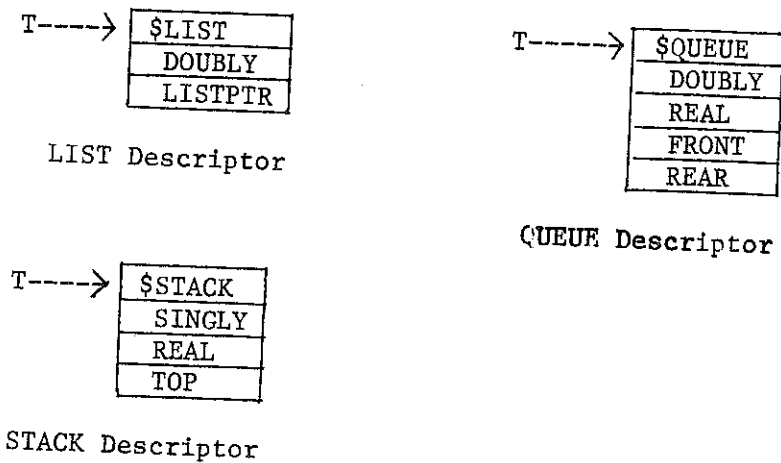 T-----> $LIST
DOUBLY
LISTPTR
LIST Descriptor
T-----> $QUEUE
DOUBLY
REAL
FRONT
REAR
QUEUE Descriptor
T-----> $STACK
SINGLY
REAL
TOP
STACK Descriptor